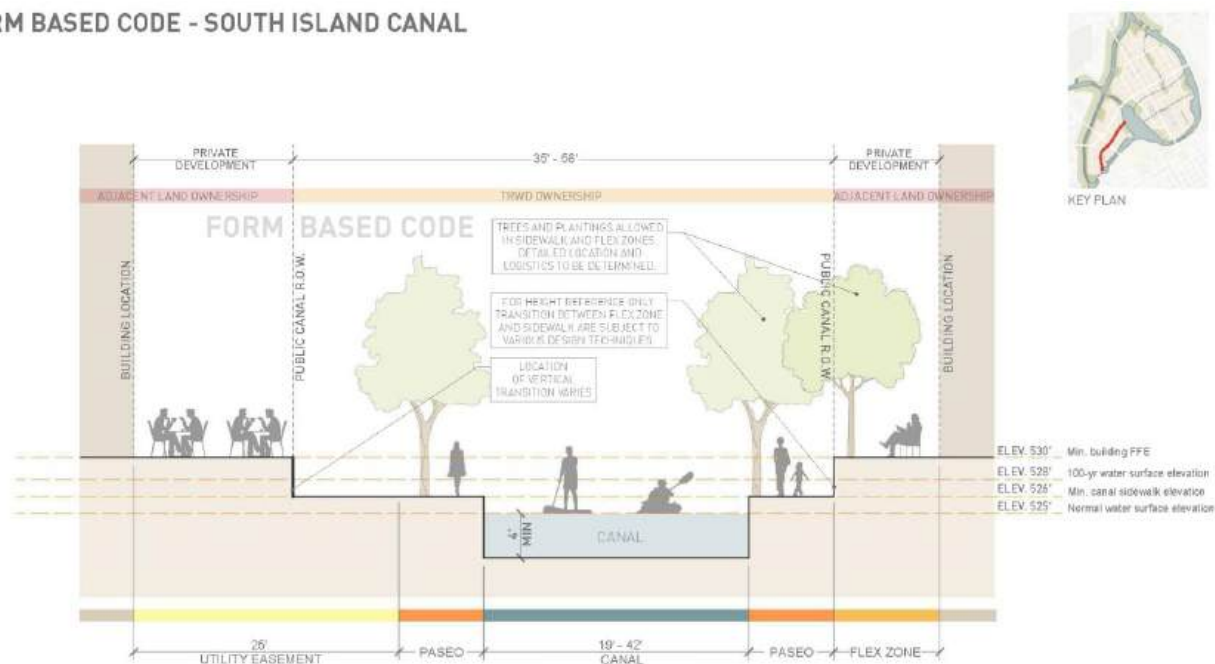 RM BASED CODE - SOUTH ISLAND CANAL
KEY PLAN
PRIVATE
DEVELOPMENT
35' - 58'
PRIVATE
DEVELOPMENT
ADJACENT LAND OWNERSHIP
TRWD OWNERSHIP
ADJACENT LAND OWNERSHIP
FORM BASED CODE
TREES AND PLANTINGS ALLOWED
IN SIDEWALK AND FLEX ZONES.
DETAILED LOCATION AND
LOGISTICS TO BE DETERMINED.
BUILDING LOCATION
PUBLIC CANAL R.O.W.
PUBLIC CANAL R.O.W.
BUILDING LOCATION
FOR HEIGHT REFERENCE ONLY
TRANSITION BETWEEN FLEX ZONE
AND SIDEWALK ARE SUBJECT TO
VARIOUS DESIGN TECHNIQUES
LOCATION
OF VERTICAL
TRANSITION VARIES
ELEV. 530' Min. building FFE
ELEV. 528' 100-yr water surface elevation
ELEV. 526' Min. canal sidewalk elevation
ELEV. 525' Normal water surface elevation
4'
MIN
CANAL
25'
UTILITY EASEMENT
PASEO
19' - 42'
CANAL
PASEO
FLEX ZONE